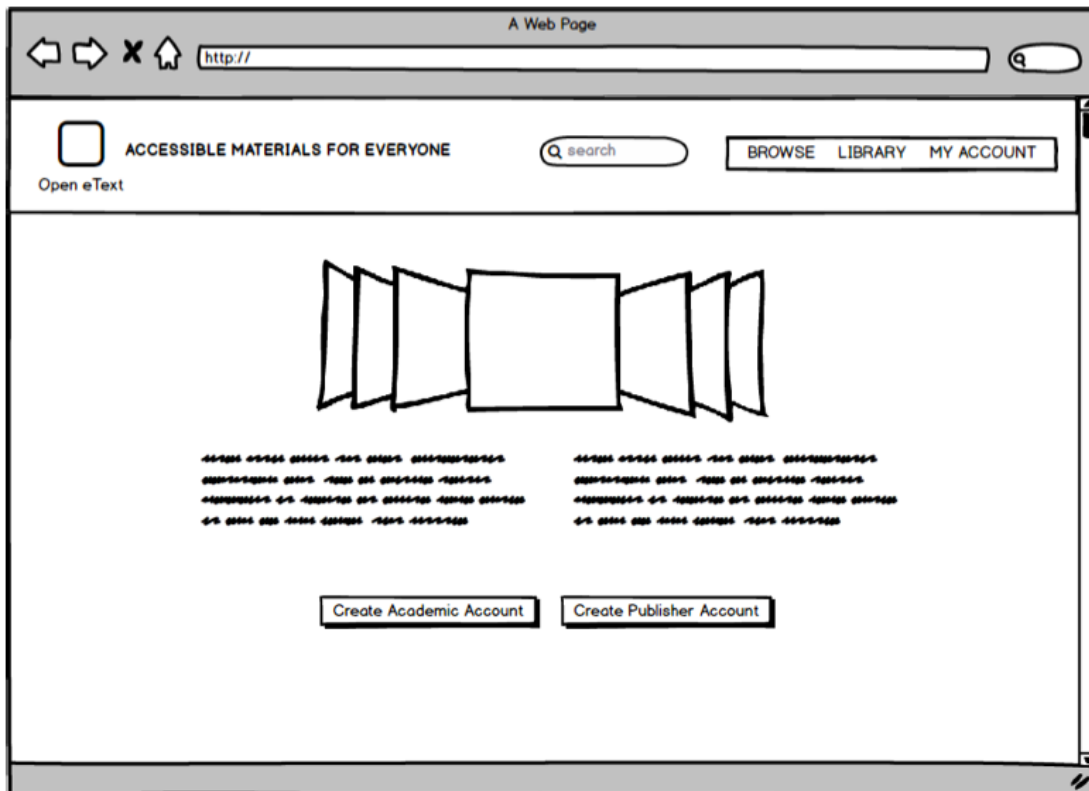 A Web Page
http://
ACCESSIBLE MATERIALS FOR EVERYONE
search
BROWSE LIBRARY MY ACCOUNT
Open eText
Create Academic Account
Create Publisher Account